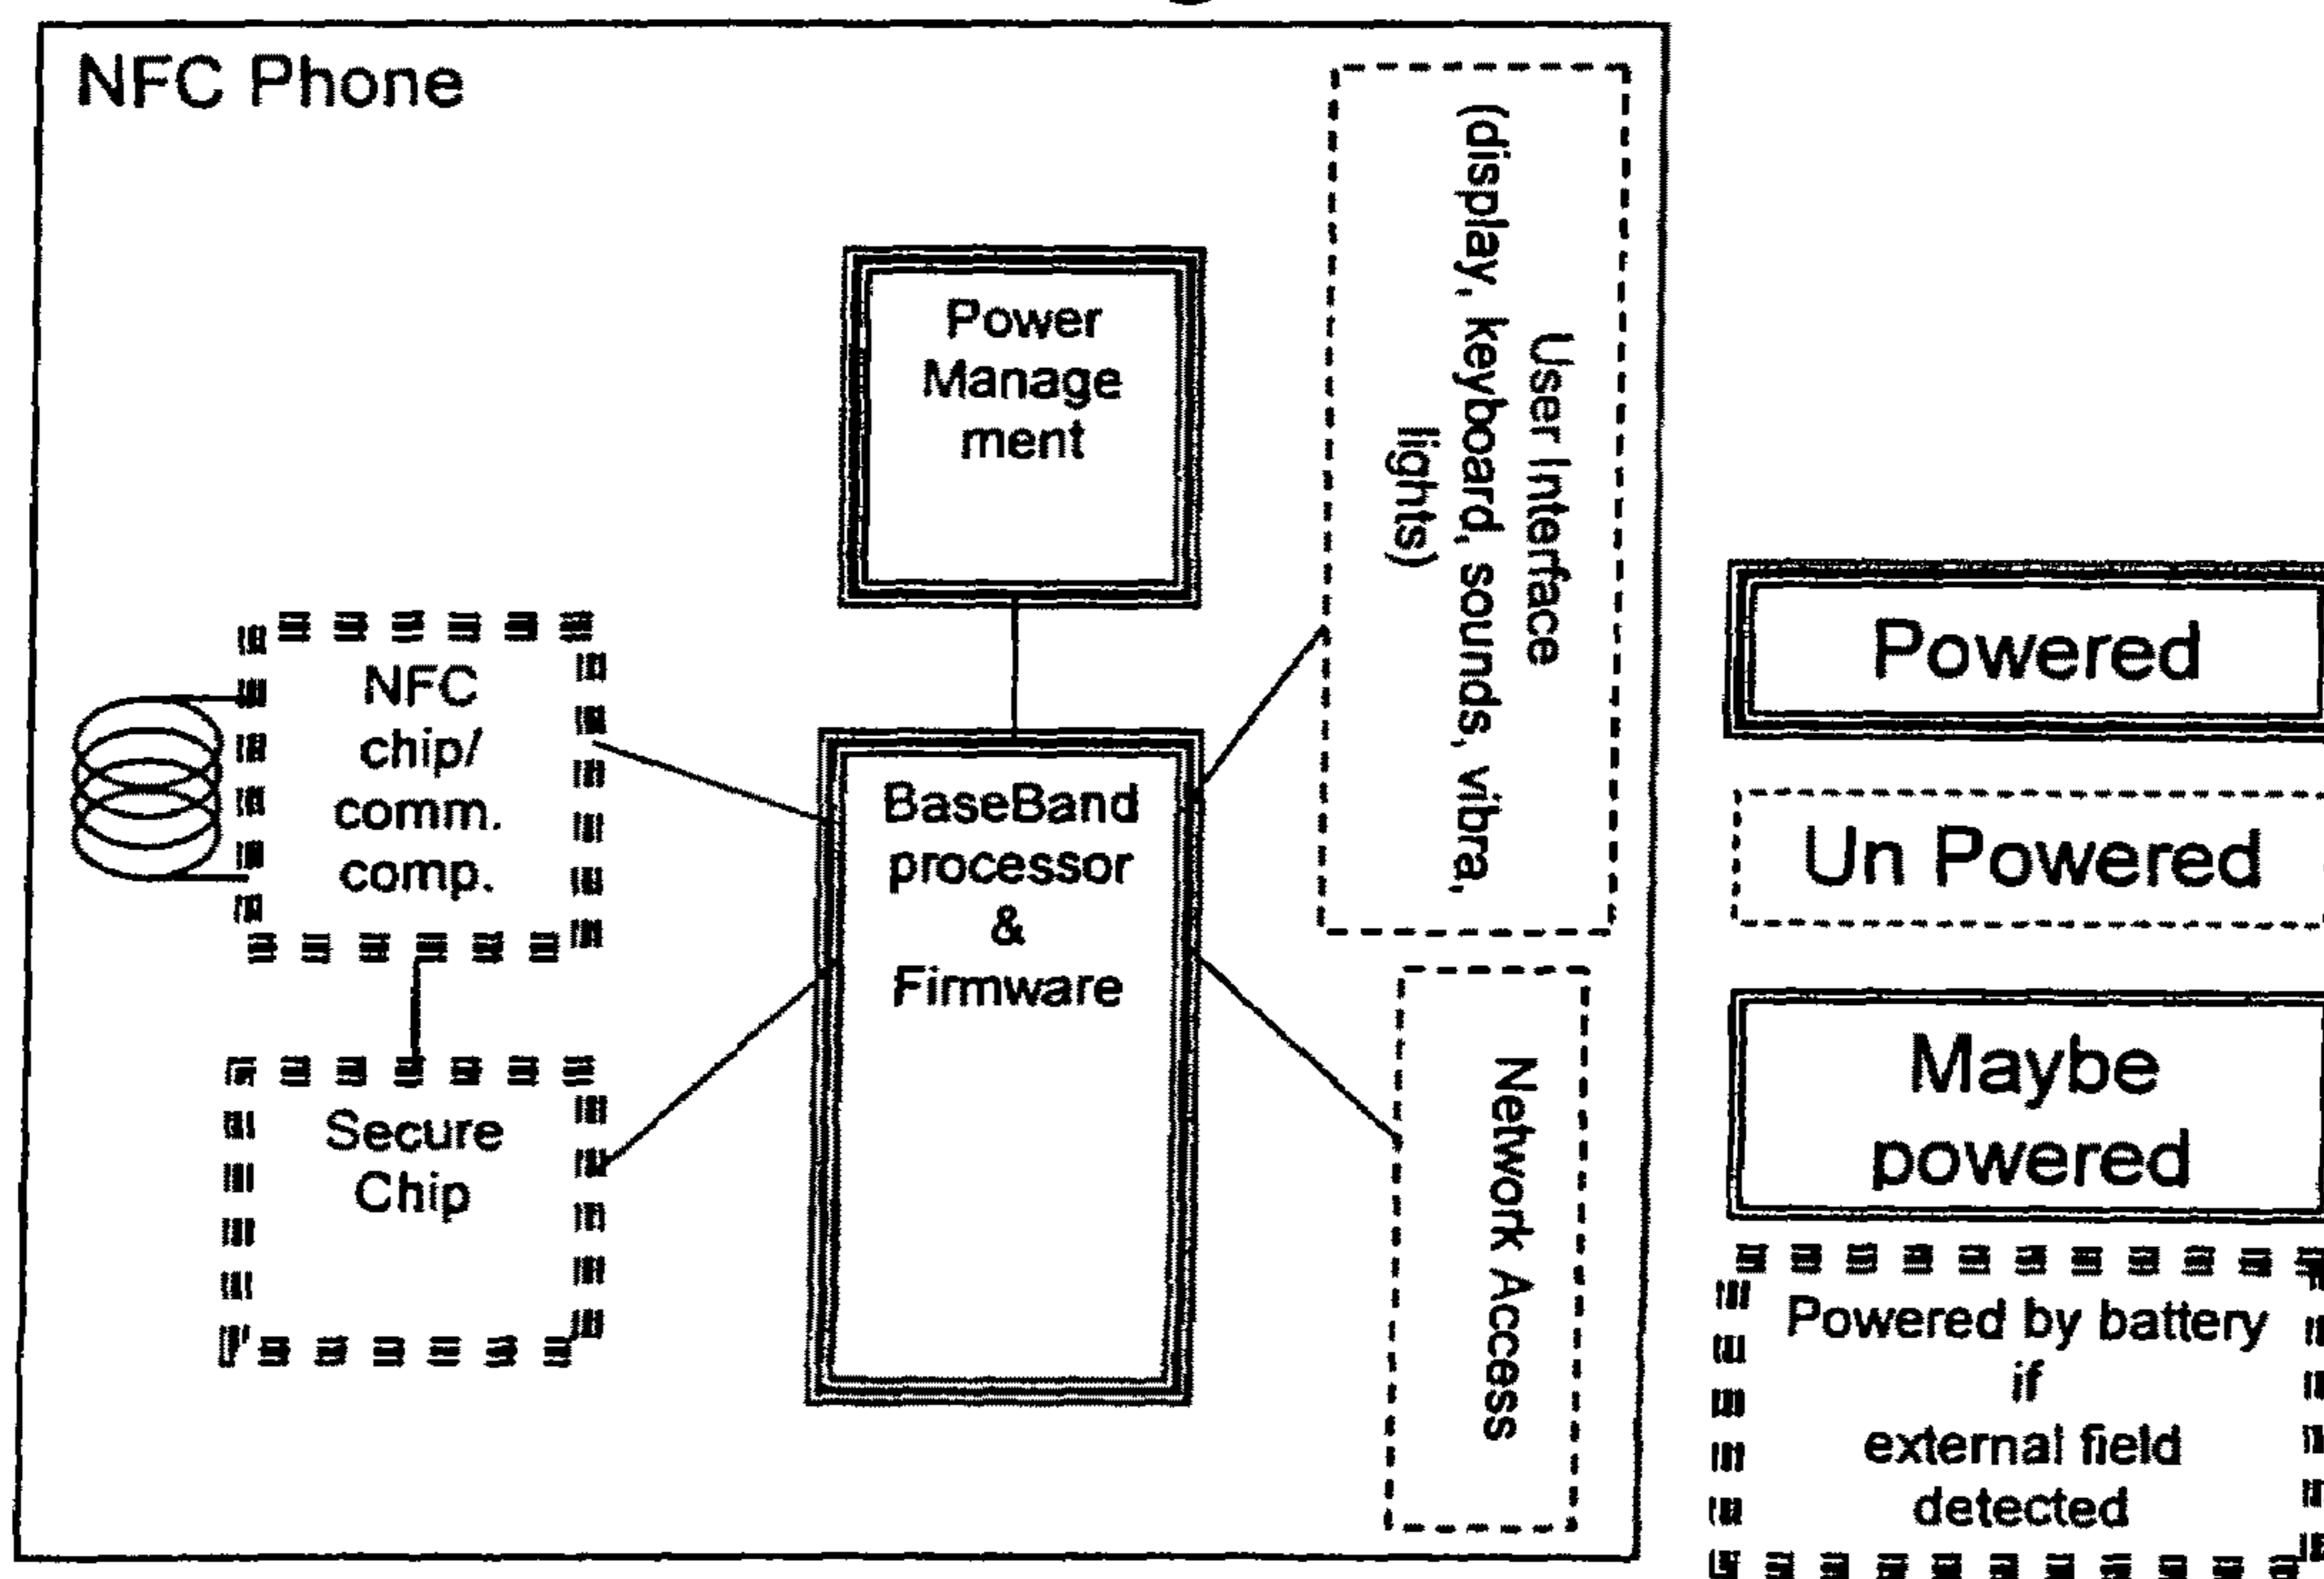 NFC Phone
Power
Manage
ment
User Interface
(display, keyboard, sounds, vibra,
lights)
NFC
chip/
comm.
comp.
BaseBand
processor
&
Firmware
Secure
Chip
Network Access
Powered
Un Powered
Maybe
powered
Powered by battery
if
external field
detected